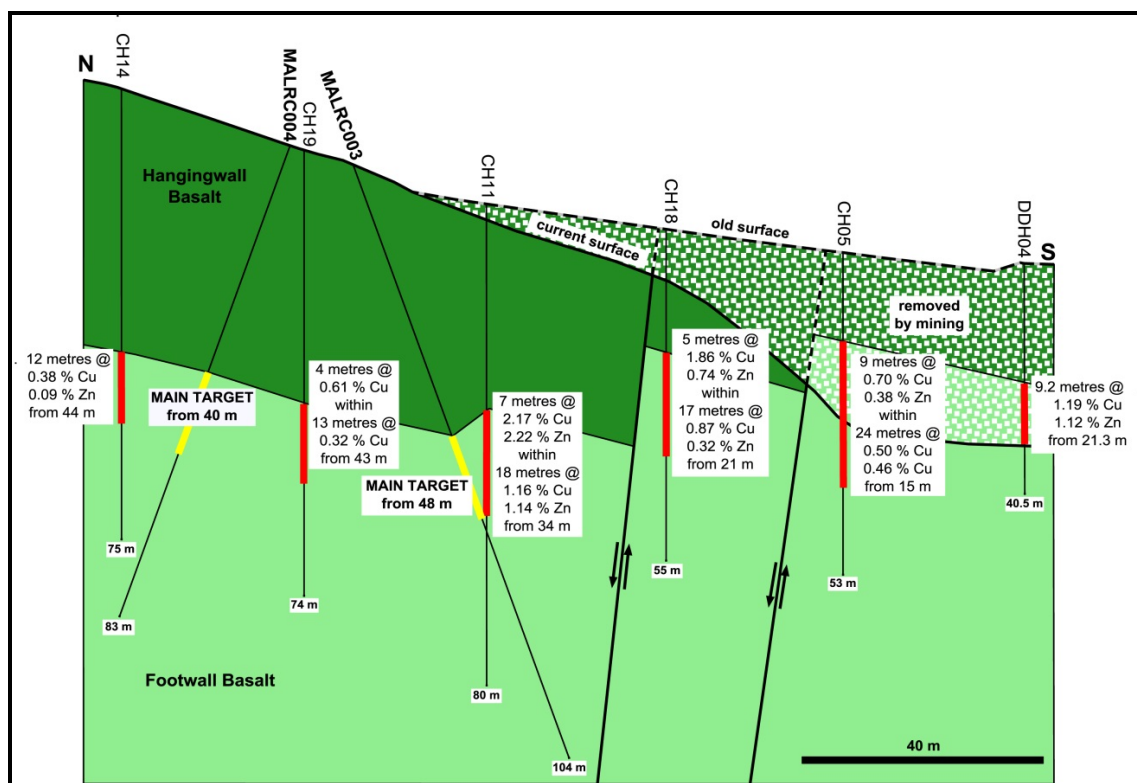 N
CH14
MALRC004
CH19
MALRC003
CH11
CH18
CH05
DDH04
S
Hangingwall
Basalt
current surface
old surface
removed
by mining
12 metres @
0.38 % Cu
0.09 % Zn
from 44 m
MAIN TARGET
from 40 m
4 metres @
0.61 % Cu
within
13 metres @
0.32 % Cu
from 43 m
MAIN TARGET
from 48 m
7 metres @
2.17 % Cu
2.22 % Zn
within
18 metres @
1.16 % Cu
1.14 % Zn
from 34 m
5 metres @
1.86 % Cu
0.74 % Zn
within
17 metres @
0.87 % Cu
0.32 % Zn
from 21 m
9 metres @
0.70 % Cu
0.38 % Zn
within
24 metres @
0.50 % Cu
0.46 % Cu
from 15 m
9.2 metres @
1.19 % Cu
1.12 % Zn
from 21.3 m
75 m
83 m
74 m
80 m
104 m
55 m
53 m
40.5 m
Footwall Basalt
40 m